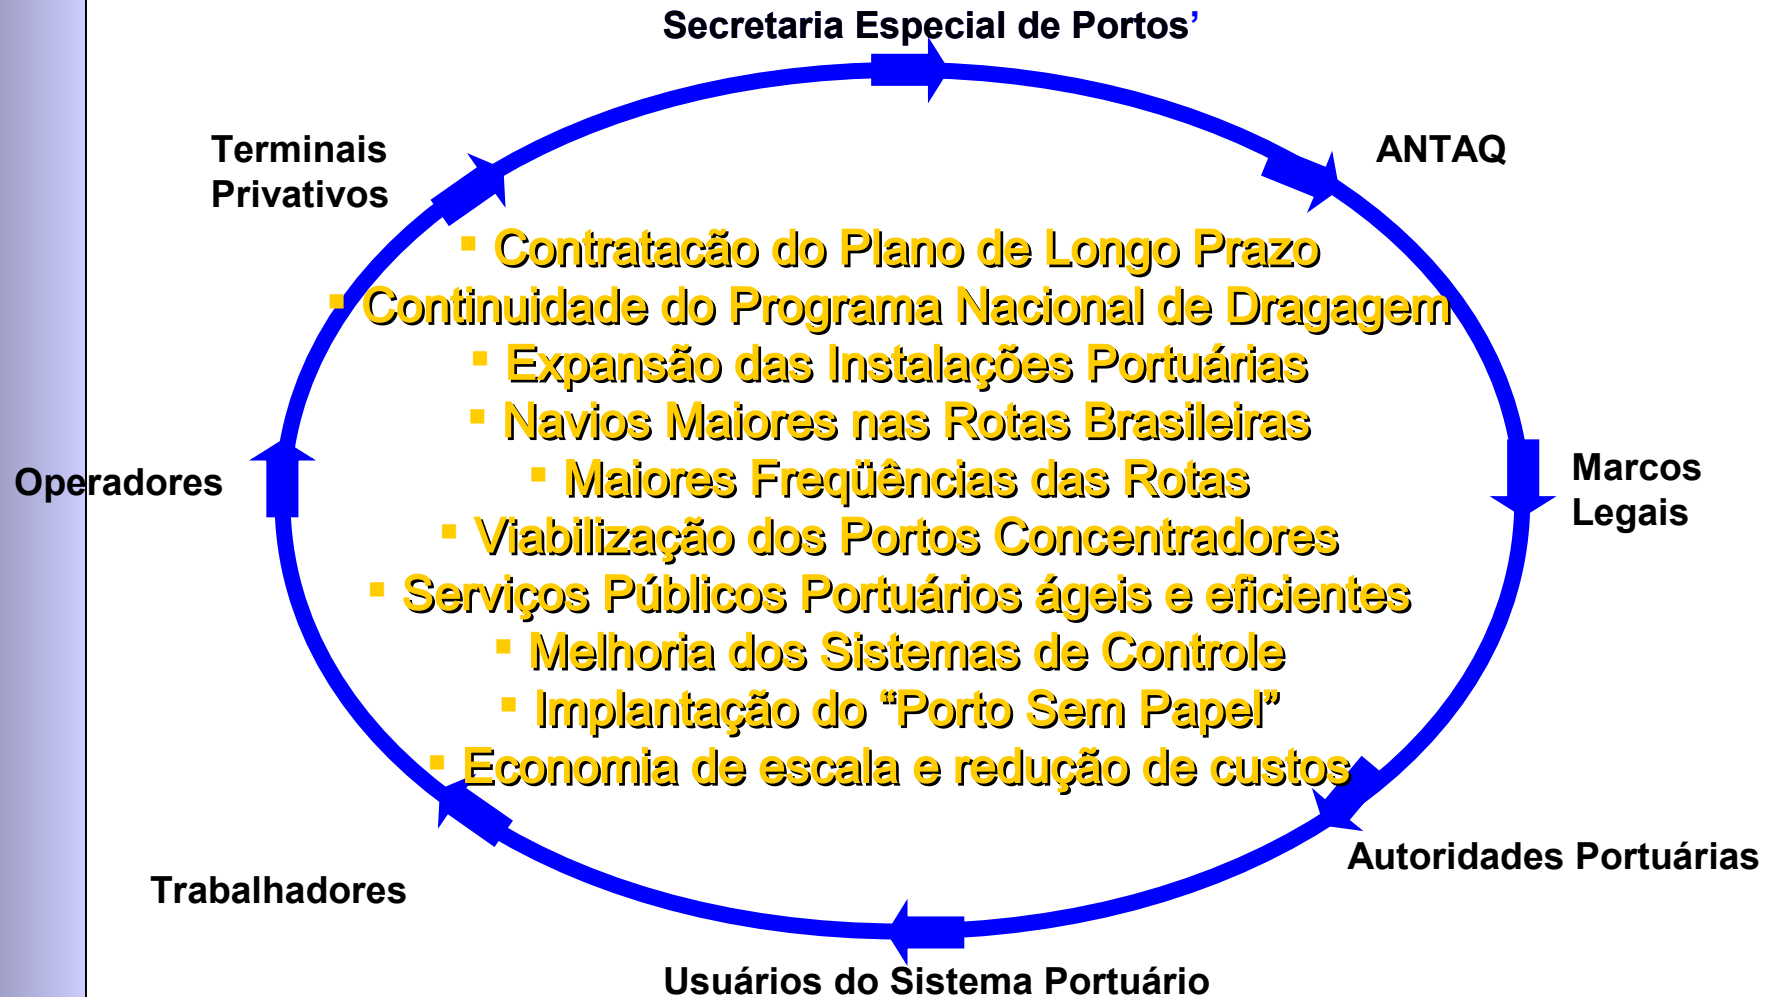 Secretaria Especial de Portos’
Terminais
Privativos
ANTAQ
▪ Contratacão do Plano de Longo Prazo
▪ Continuidade do Programa Nacional de Dragagem
▪ Expansão das Instalações Portuárias
▪ Navios Maiores nas Rotas Brasileiras
▪ Maiores Freqüências das Rotas
▪ Viabilização dos Portos Concentradores
▪ Serviços Públicos Portuários ágeis e eficientes
▪ Melhoria dos Sistemas de Controle
▪ Implantação do “Porto Sem Papel”
▪ Economia de escala e redução de custos
Operadores
Marcos
Legais
Autoridades Portuárias
Trabalhadores
Usuários do Sistema Portuário